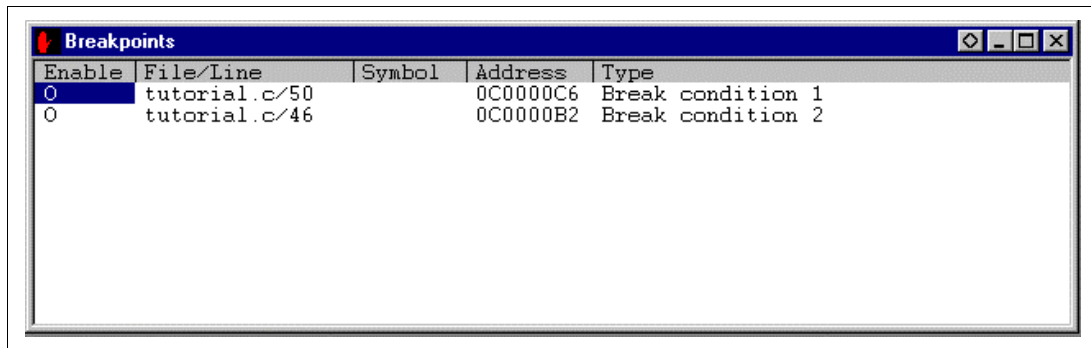 Breakpoints
Enable File/Line Symbol Address Type
O tutorial.c/50 0C0000C6 Break condition 1
O tutorial.c/46 0C0000B2 Break condition 2